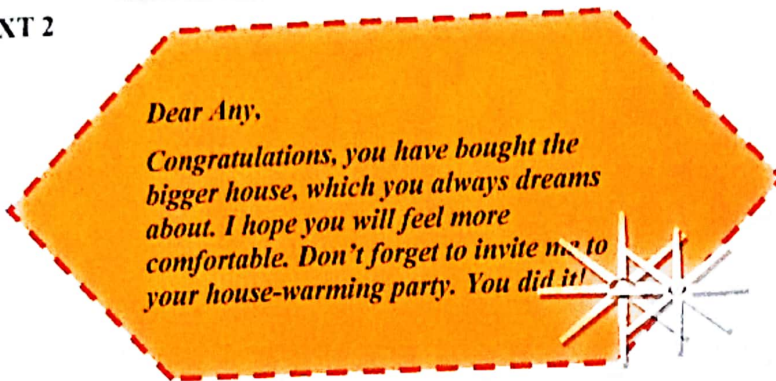 XT 2
Dear Any,
Congratulations, you have bought the
bigger house, which you always dreams
about. I hope you will feel more
comfortable. Don't forget to invite me to
your house-warming party. You did it!